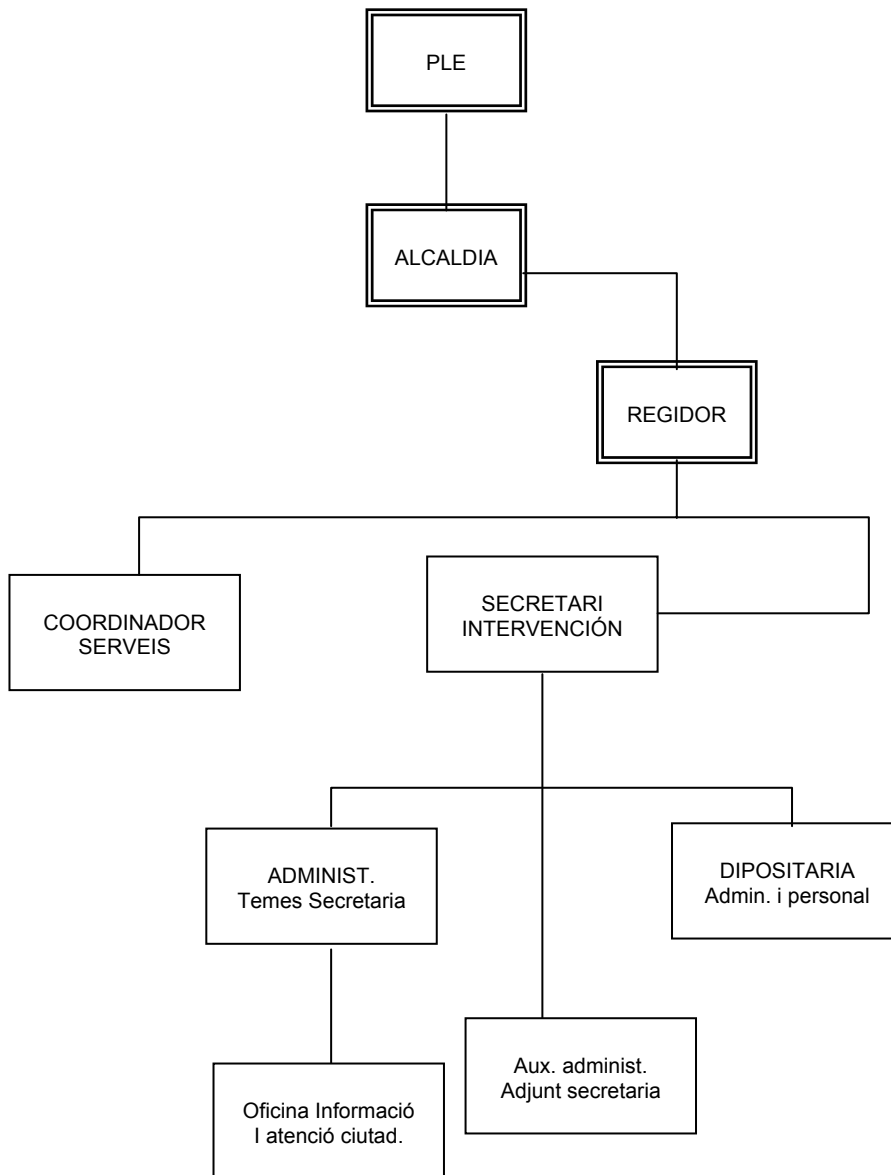 PLE
ALCALDIA
REGIDOR
COORDINADOR
SERVEIS
SECRETARI
INTERVENCIÓN
ADMINIST.
Temes Secretaria
DIPOSITARIA
Admin. i personal
Aux. administ.
Adjunt secretaria
Oficina Informació
I atenció ciutad.